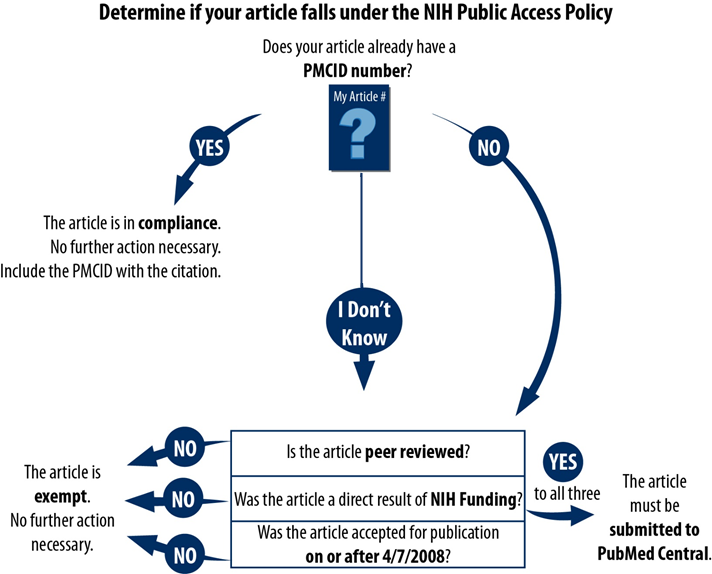 Determine if your article falls under the NIH Public Access Policy
Does your article already have a
PMCID number?
My Article #
?
YES
NO
The article is in compliance.
No further action necessary.
Include the PMCID with the citation.
I Don't
Know
NO
Is the article peer reviewed?
NO
Was the article a direct result of NIH Funding?
NO
Was the article accepted for publication
on or after 4/7/2008?
The article is
exempt.
No further action
necessary.
YES
to all three
The article
must be
submitted to
PubMed Central.